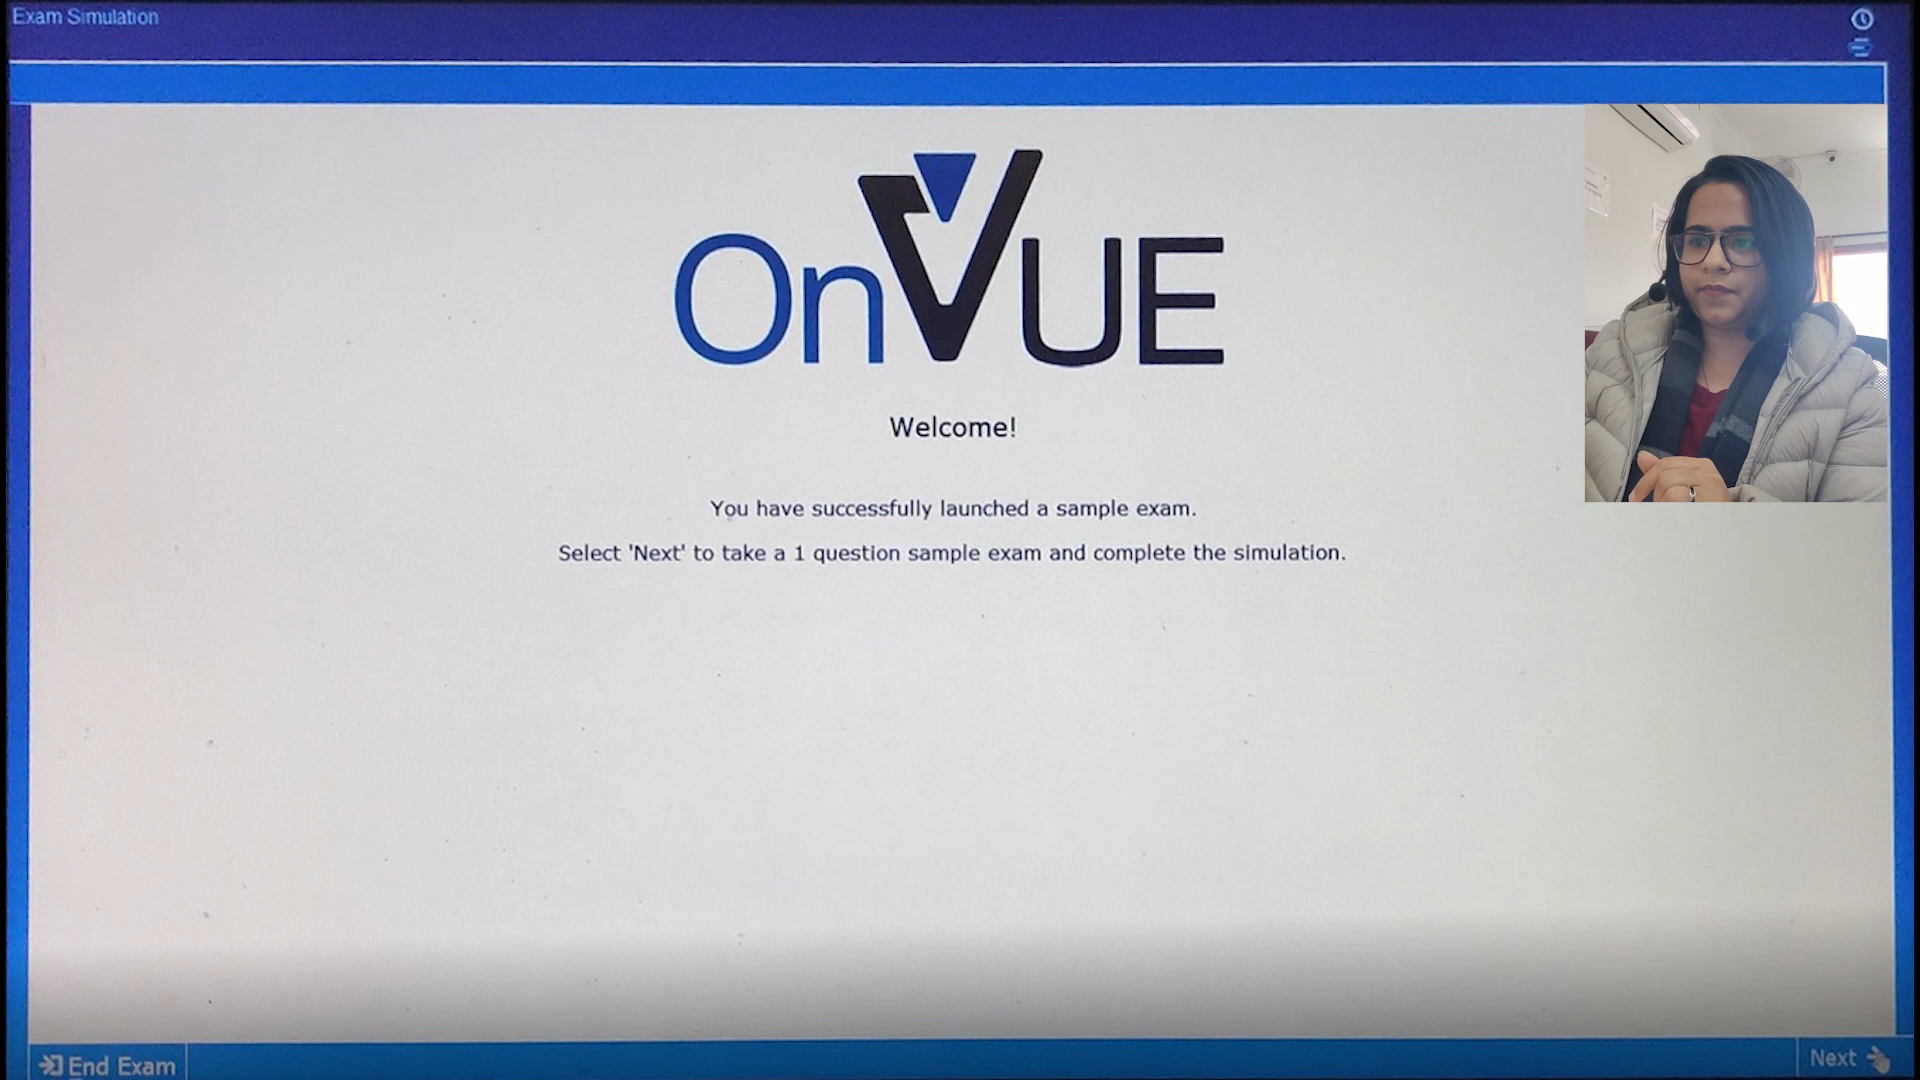 Exam Simulation
OnVUE
Welcome!
You have successfully launched a sample exam.
Select 'Next' to take a 1 question sample exam and complete the simulation.
End Exam
Next